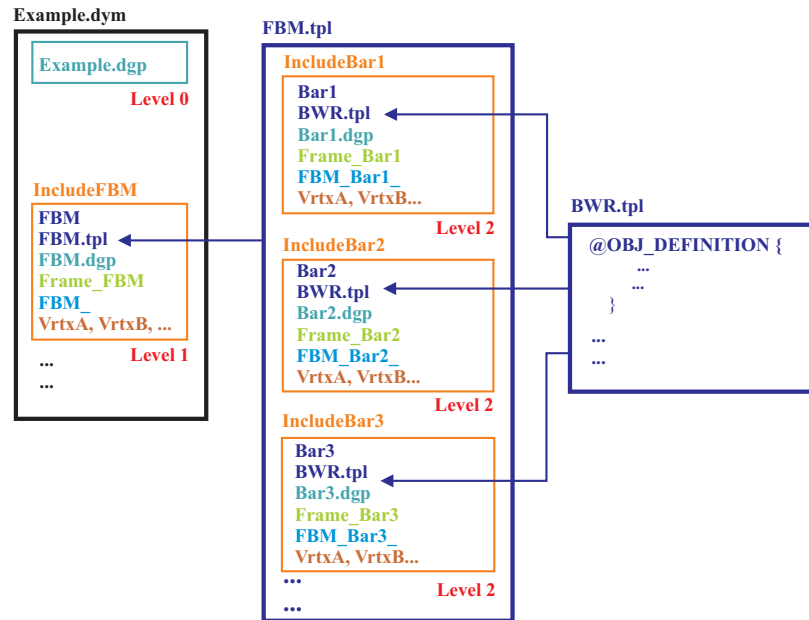 Example.dym
Example.dgp
Level 0
IncludeFBM
FBM
FBM.tpl
FBM.dgp
Frame_FBM
FBM_
VrtxA, VrtxB, ...
Level 1
...
...
FBM.tpl
IncludeBar1
Bar1
BWR.tpl
Bar1.dgp
Frame_Bar1
FBM_Bar1_
VrtxA, VrtxB...
Level 2
IncludeBar2
Bar2
BWR.tpl
Bar2.dgp
Frame_Bar2
FBM_Bar2_
VrtxA, VrtxB...
Level 2
IncludeBar3
Bar3
BWR.tpl
Bar3.dgp
Frame_Bar3
FBM_Bar3_
VrtxA, VrtxB...
Level 2
...
...
BWR.tpl
@OBJ_DEFINITION {
...
...
}
...
...